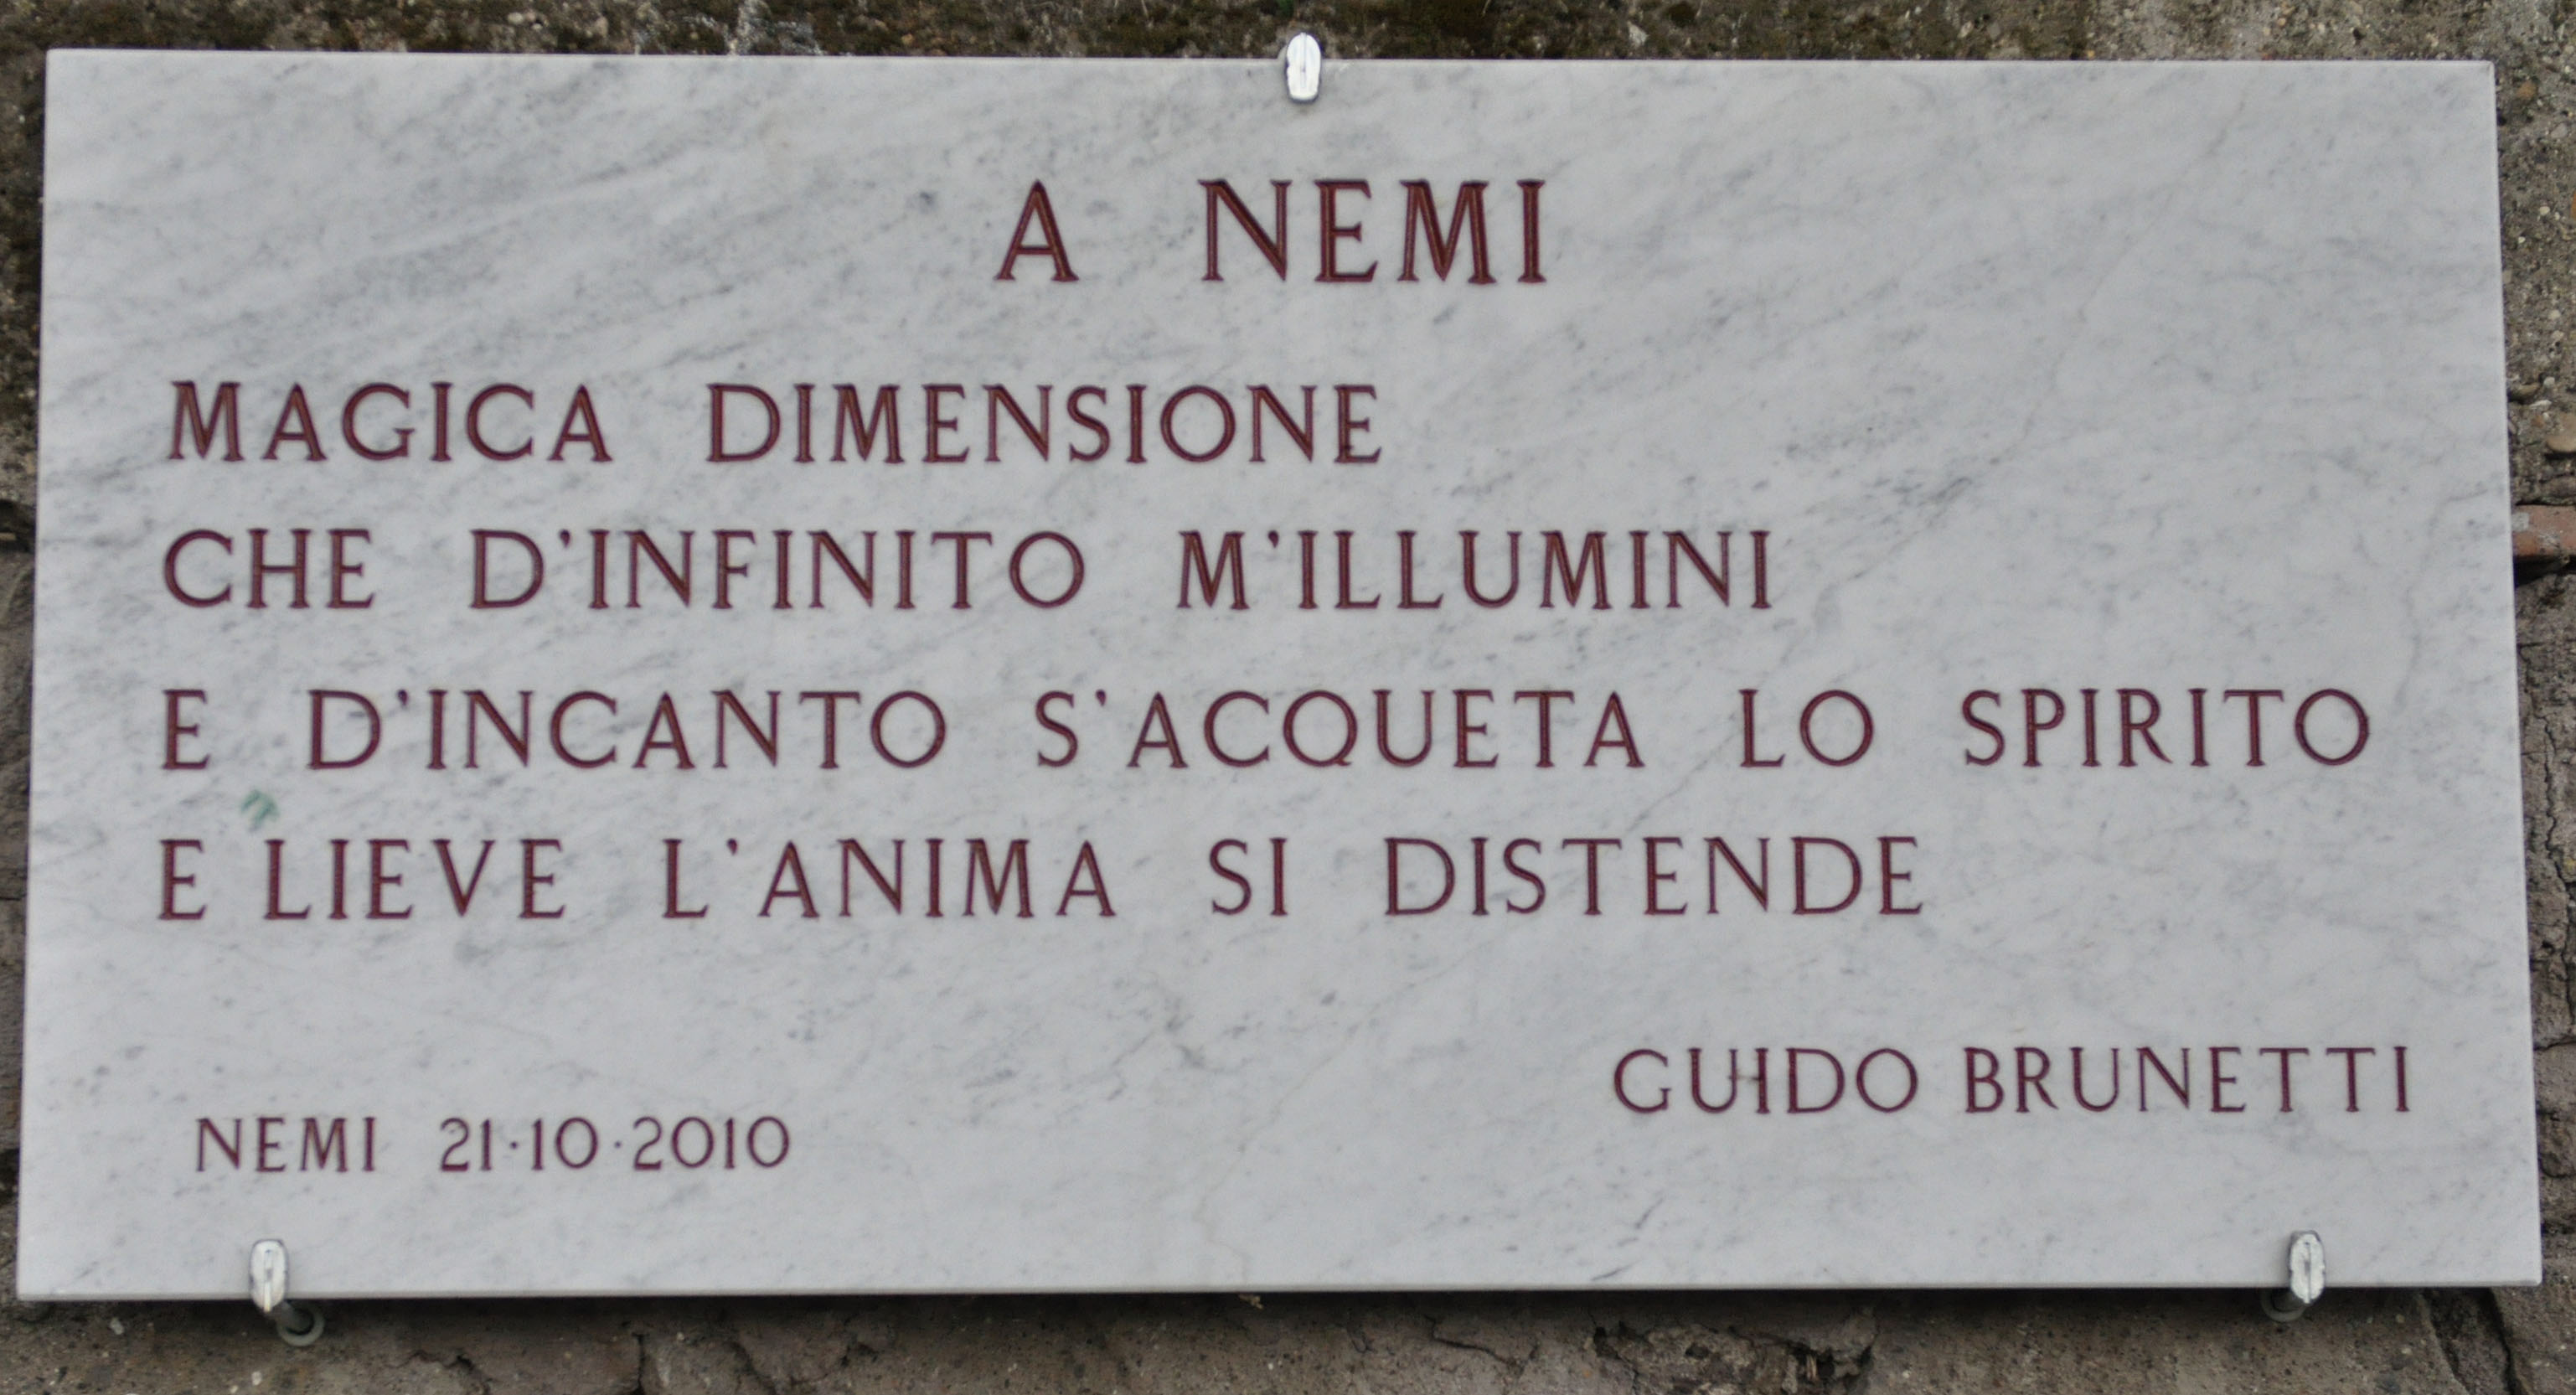 A NEMI
MAGICA DIMENSIONE
CHE D'INFINITO M'ILLUMINI
E D'INCANTO S'ACQUETA LO SPIRITO
E LIEVE L'ANIMA SI DISTENDE
GUIDO BRUNETTI
NEMI 21·10·2010